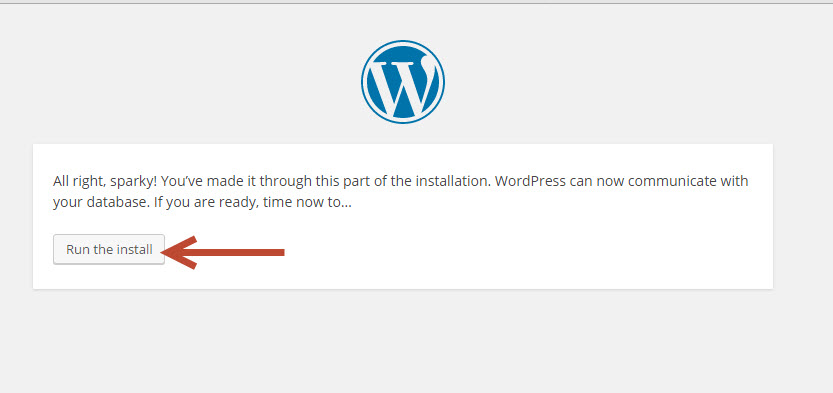 All right, sparky! You’ve made it through this part of the installation. WordPress can now communicate with
your database. If you are ready, time now to…
Run the install